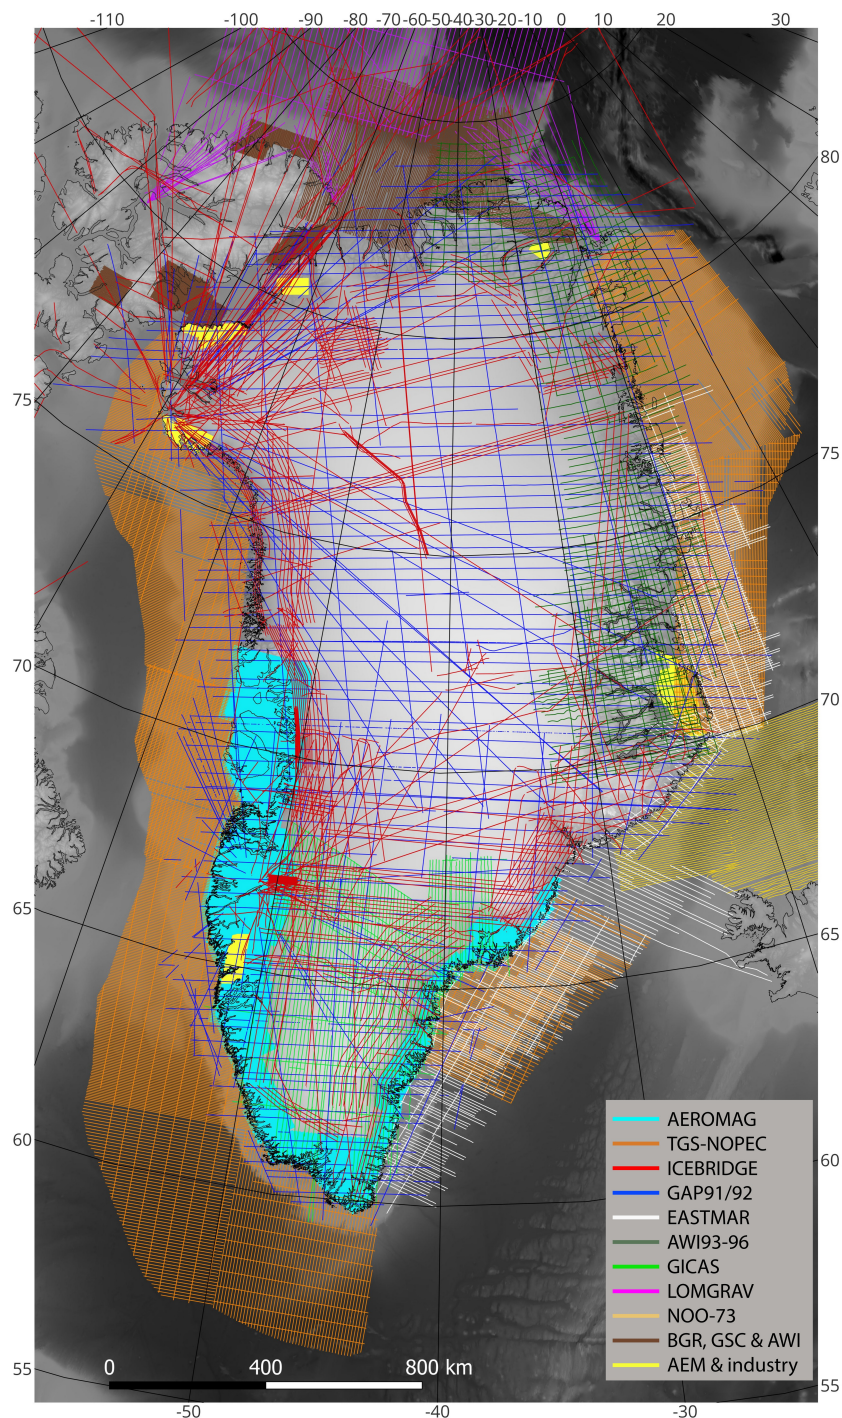 -110 -100 -90 -80 -70 -60 -50 -40 -30 -20 -10 0 10 20 30
80
75
75
70
70
65
65
60
60
55
55
-50 -40 -30
AEROMAG
TGS-NOPEC
ICEBRIDGE
GAP91/92
EASTMAR
AWI93-96
GICAS
LOMGRAV
NOO-73
BGR, GSC & AWI
AEM & industry
0 400 800 km